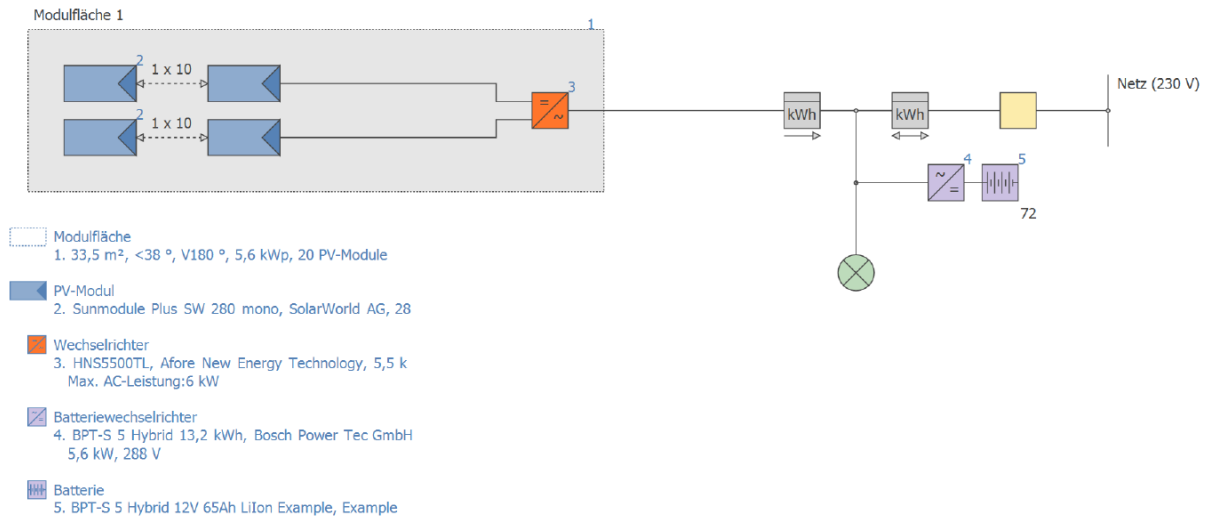 Modulfläche 1
1
2
1 x 10
2
1 x 10
3
=
~
kWh
kWh
Netz (230 V)
4
~
=
5
72
Modulfläche
1. 33,5 m², <38 °, V180 °, 5,6 kWp, 20 PV-Module
PV-Modul
2. Sunmodule Plus SW 280 mono, SolarWorld AG, 28
Wechselrichter
3. HNS5500TL, Afore New Energy Technology, 5,5 k
Max. AC-Leistung:6 kW
Batteriewechselrichter
4. BPT-S 5 Hybrid 13,2 kWh, Bosch Power Tec GmbH
5,6 kW, 288 V
Batterie
5. BPT-S 5 Hybrid 12V 65Ah LiIon Example, Example